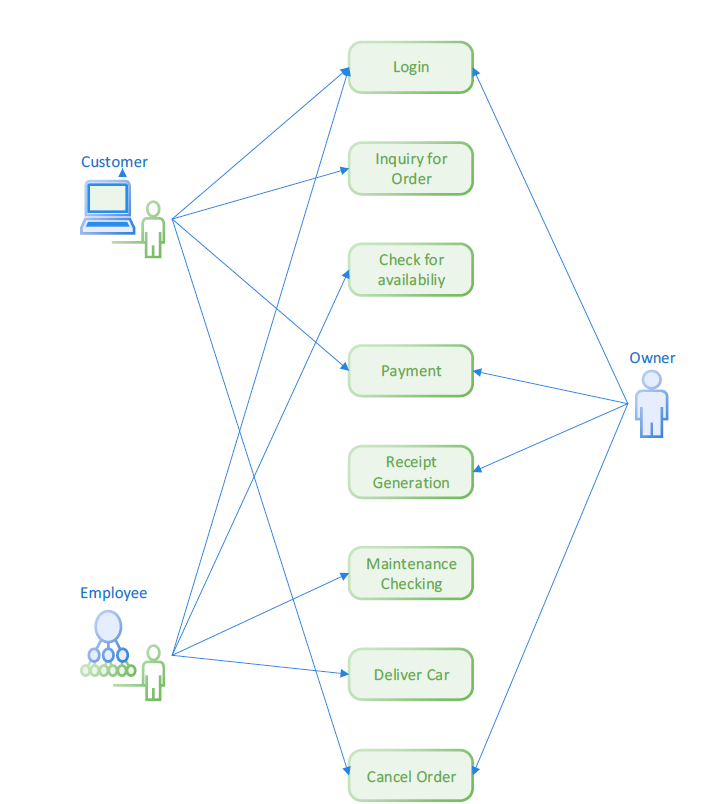 Login
Customer
Inquiry for
Order
Check for
availabiliy
Owner
Payment
Receipt
Generation
Maintenance
Checking
Employee
Deliver Car
Cancel Order